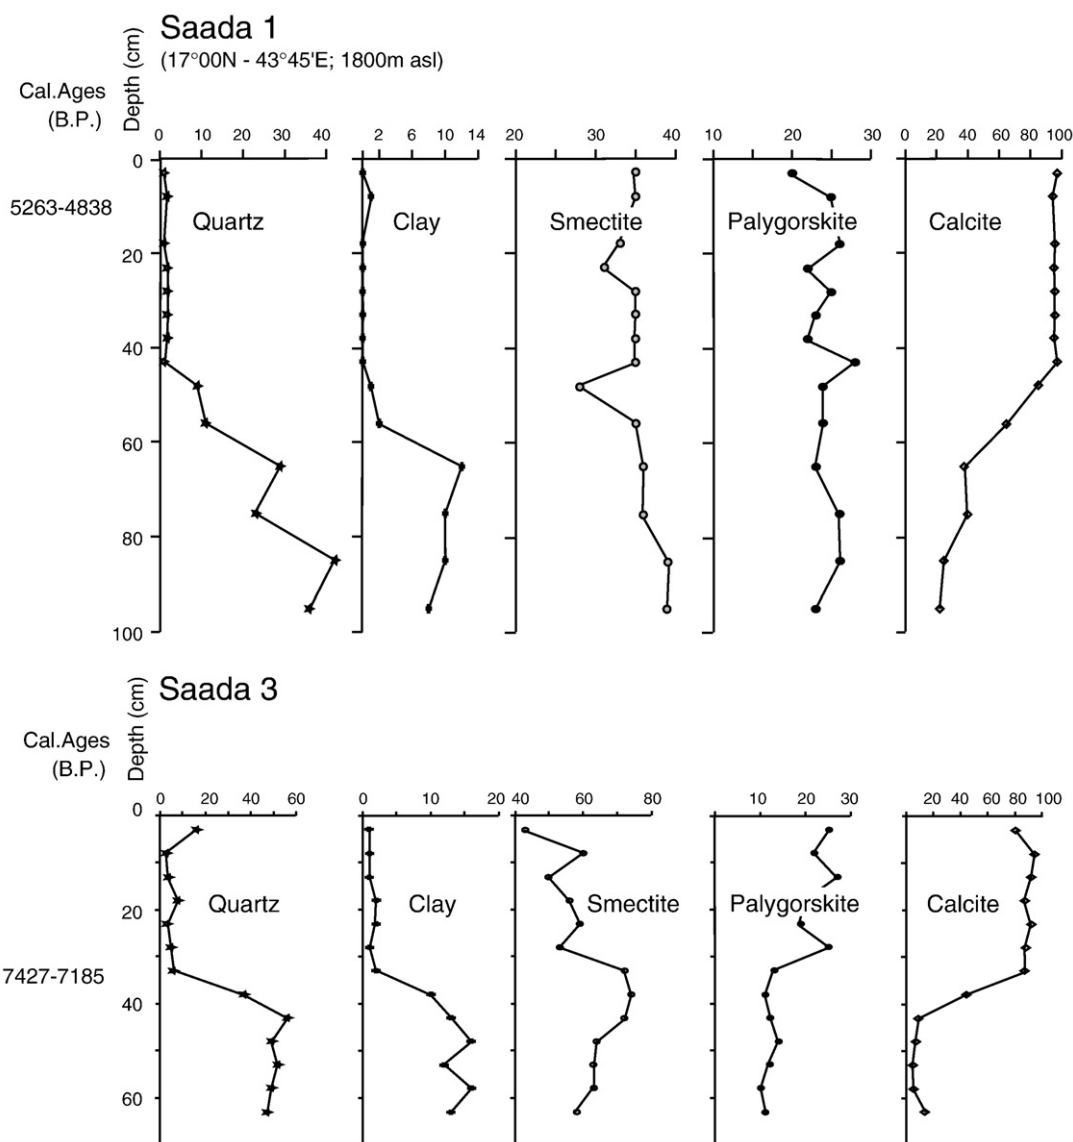 Saada 1
(17°00N - 43°45'E; 1800m asl)
Cal.Ages
(B.P.)
Depth (cm)
0 10 20 30 40
2 6 10 14
20 30 40
10 20 30
0 20 40 60 80 100
0
5263-4838
Quartz
Clay
Smectite
Palygorskite
Calcite
20
40
60
80
100
Saada 3
Cal.Ages
(B.P.)
Depth (cm)
0 20 40 60
0 10 20
40 60 80
10 20 30
20 40 60 80 100
0
Quartz
Clay
Smectite
Palygorskite
Calcite
20
7427-7185
40
60